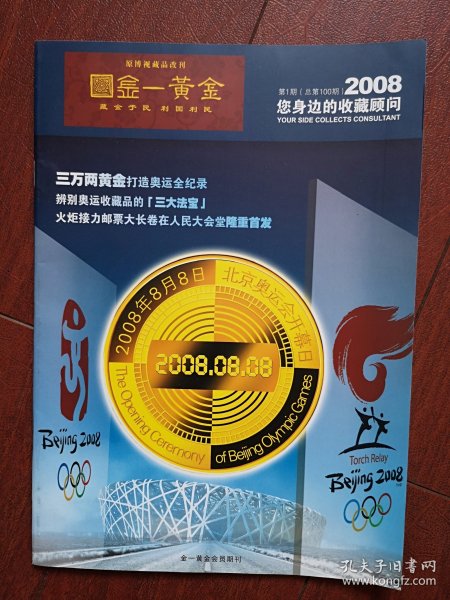 原博视藏品改刊
金一黄金
藏金于民 利国利民
第1期(总第100期) 2008
您身边的收藏顾问
YOUR SIDE COLLECTS CONSULTANT
三万两黄金打造奥运全纪录
辨别奥运收藏品的「三大法宝」
火炬接力邮票大长卷在人民大会堂隆重首发
2008年8月8日 北京奥运会开幕日
2008.08.08
The Opening Ceremony of Beijing Olympic Games
Beijing 2008
Torch Relay
Beijing 2008
金一黄金会员期刊
孔夫子旧书网
kongfz.com